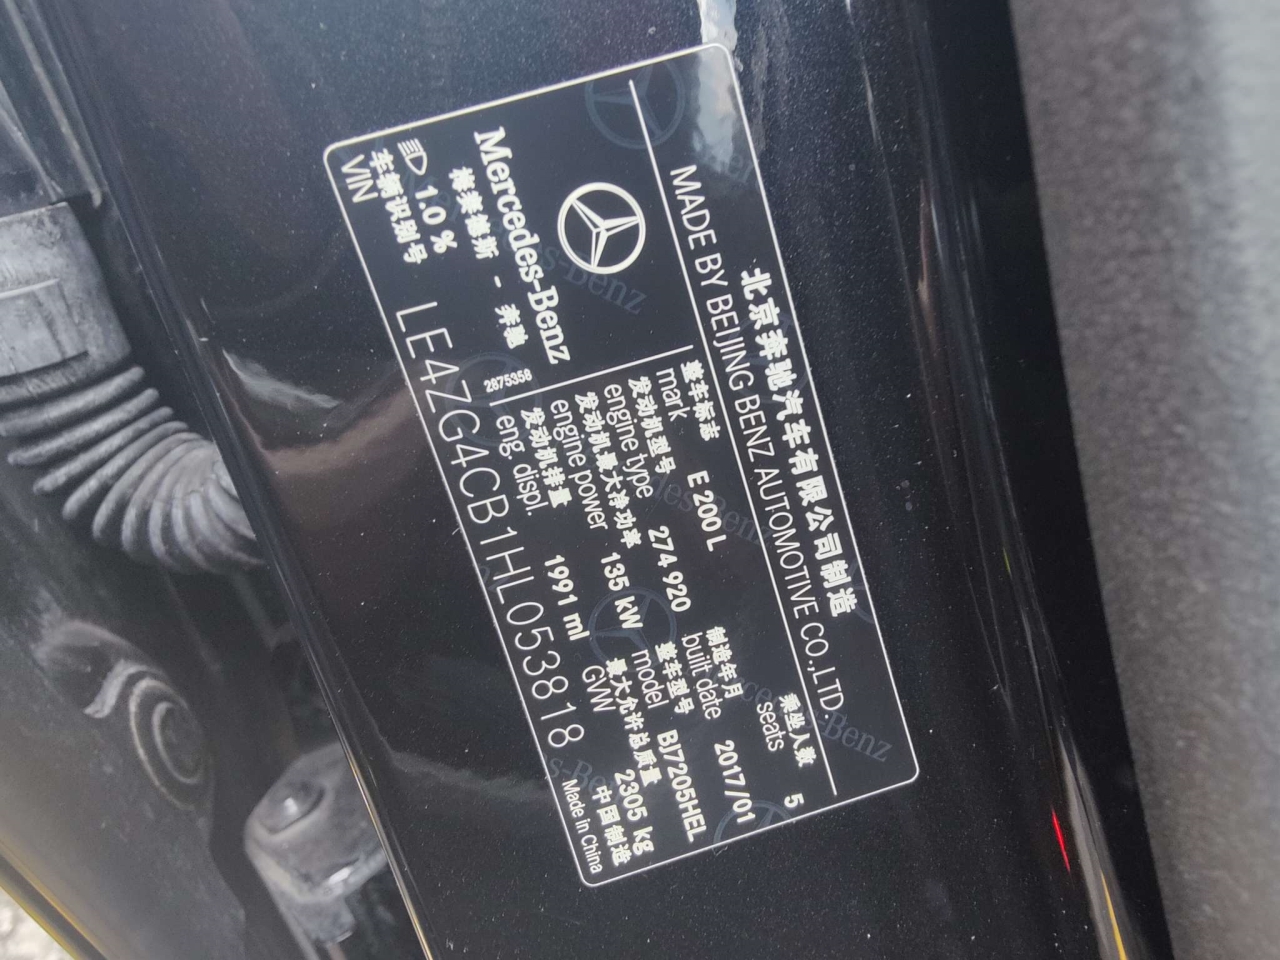 北京奔驰汽车有限公司制造
MADE BY BEIJING BENZ AUTOMOTIVE CO.,LTD.
Mercedes-Benz
梅赛德斯 - 奔驰
2875358
整车标志
mark
E 200 L
乘坐人数
seats
5
发动机型号
engine type
274 920
制造年月
built date
2017/01
发动机最大净功率
engine power
135 kW
整车型号
model
BJ7205HEL
发动机排量
eng. displ.
1991 ml
最大允许总质量
GVW
2305 kg
1.0 %
车辆识别号
VIN
LE4ZG4CB1HL053818
中国制造
Made in China